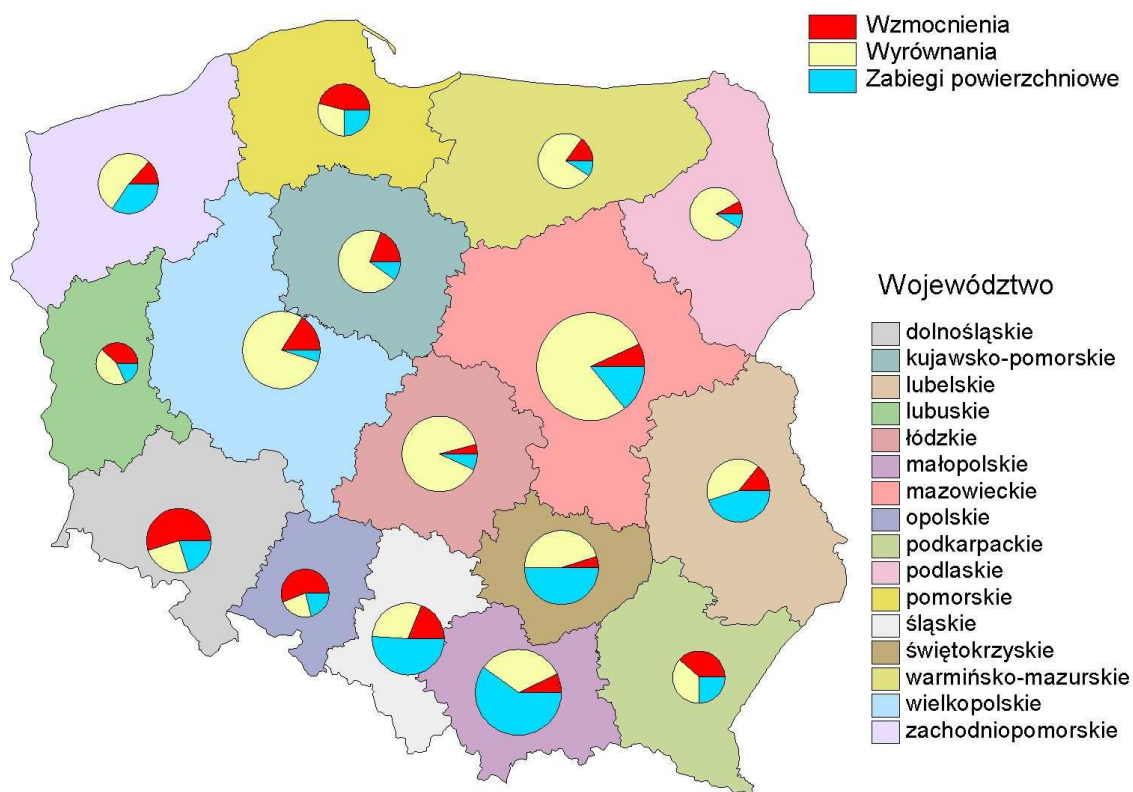 Wzmocnienia
Wyrównania
Zabiegi powierzchniowe
Województwo
dolnośląskie
kujawsko-pomorskie
lubelskie
lubuskie
łódzkie
małopolskie
mazowieckie
opolskie
podkarpackie
podlaskie
pomorskie
śląskie
świętokrzyskie
warmińsko-mazurskie
wielkopolskie
zachodniopomorskie